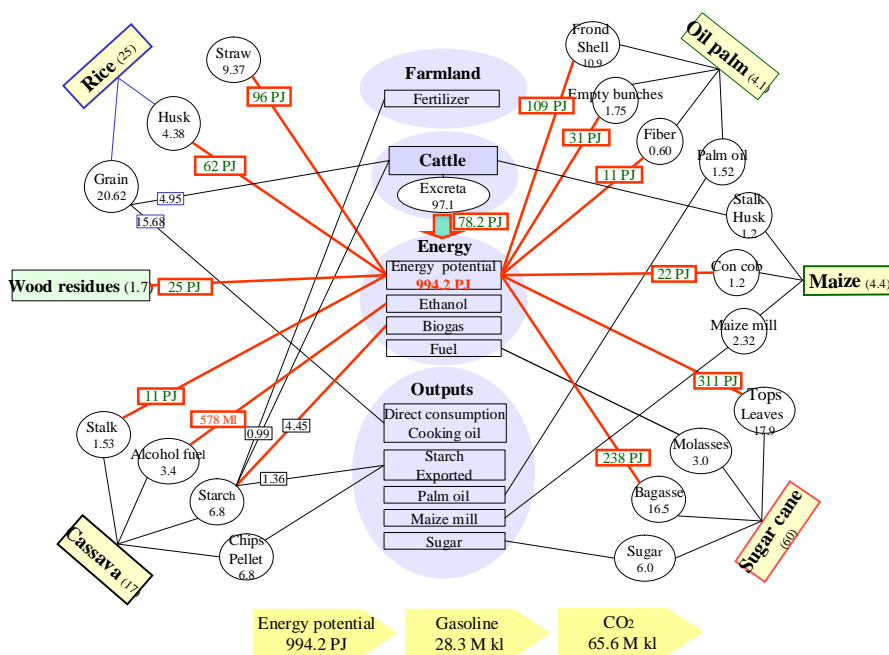 Rice (25)
Straw
9.37
96 PJ
Husk
4.38
62 PJ
Grain
20.62
4.95
15.68
Farmland
Fertilizer
Cattle
Excreta
97.1
78.2 PJ
Energy
Energy potential
994.2 PJ
Ethanol
Biogas
Fuel
Outputs
Direct consumption
Cooking oil
Starch
Exported
Palm oil
Maize mill
Sugar
Frond
Shell
10.9
109 PJ
Oil palm (4.1)
Empty bunches
1.75
31 PJ
Fiber
0.60
11 PJ
Palm oil
1.52
Stalk
Husk
1.2
Con cob
1.2
22 PJ
Maize (4.4)
Maize mill
2.32
Wood residues (1.7)
25 PJ
11 PJ
Stalk
1.53
578 Ml
Alcohol fuel
3.4
0.99
4.45
1.36
Starch
6.8
Chips
Pellet
6.8
Cassava (17)
311 PJ
Tops
Leaves
17.9
Molasses
3.0
238 PJ
Bagasse
16.5
Sugar
6.0
Sugar cane
(60)
Energy potential
994.2 PJ
Gasoline
28.3 M kl
CO2
65.6 M kl